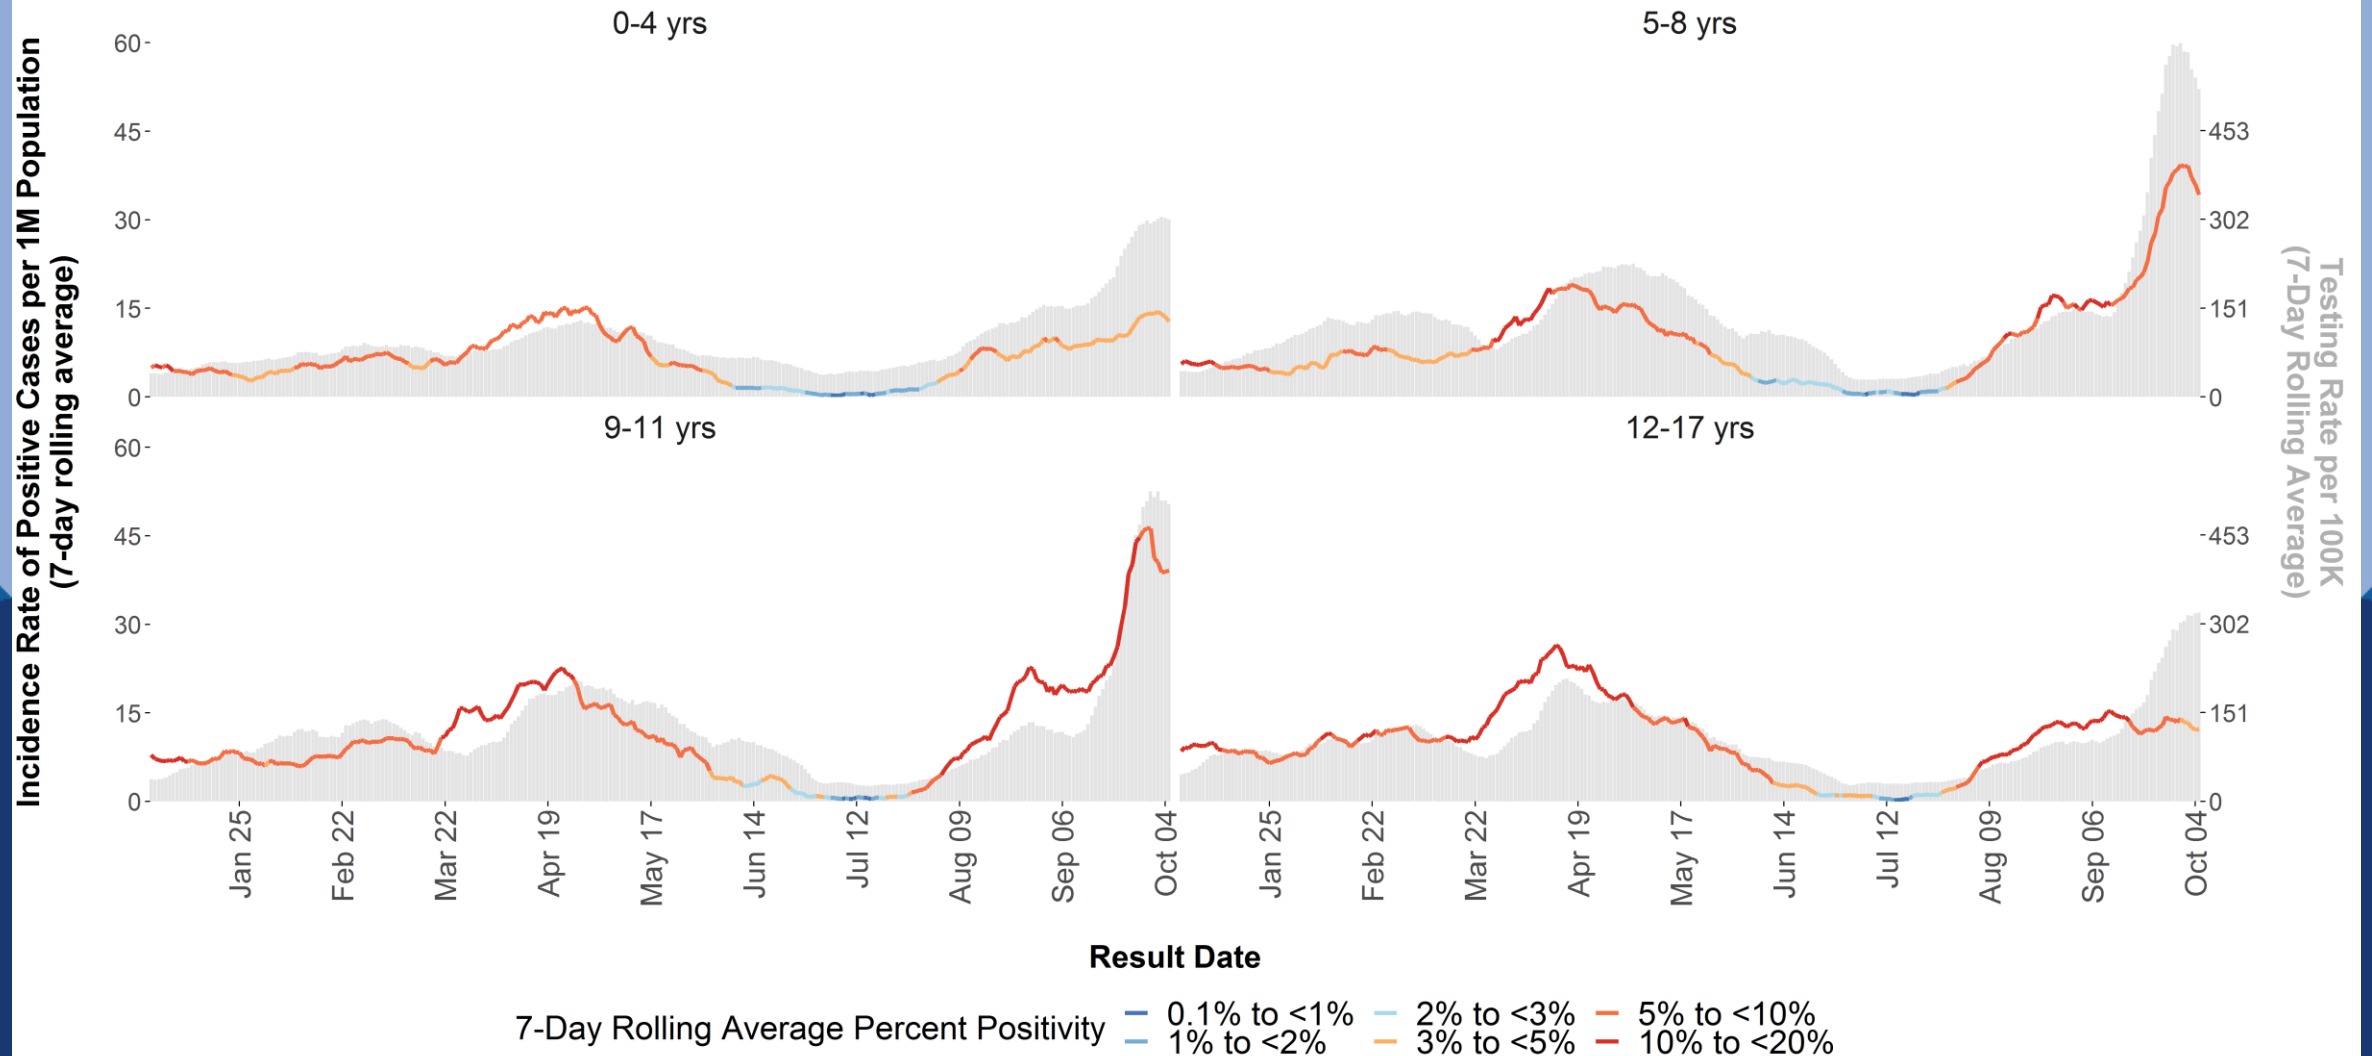 0-4 yrs
5-8 yrs
60
45
30
15
0
453
302
151
0
9-11 yrs
12-17 yrs
60
45
30
15
0
453
302
151
0
Incidence Rate of Positive Cases per 1M Population
(7-day rolling average)
Testing Rate per 100K
(7-Day Rolling Average)
Jan 25
Feb 22
Mar 22
Apr 19
May 17
Jun 14
Jul 12
Aug 09
Sep 06
Oct 04
Jan 25
Feb 22
Mar 22
Apr 19
May 17
Jun 14
Jul 12
Aug 09
Sep 06
Oct 04
Result Date
7-Day Rolling Average Percent Positivity
0.1% to <1%
2% to <3%
5% to <10%
1% to <2%
3% to <5%
10% to <20%